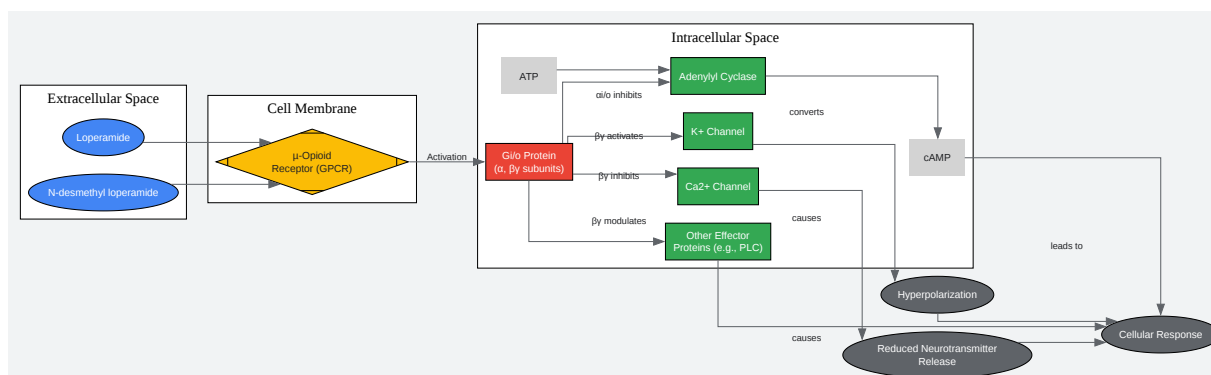 Extracellular Space
Loperamide
N-desmethyl loperamide
Cell Membrane
μ-Opioid
Receptor (GPCR)
Activation
Intracellular Space
ATP
Adenylyl Cyclase
αi/o inhibits
converts
K+ Channel
βγ activates
Gi/o Protein
(α, βγ subunits)
cAMP
βγ inhibits
Ca2+ Channel
causes
βγ modulates
Other Effector
Proteins (e.g., PLC)
leads to
Hyperpolarization
causes
Cellular Response
Reduced Neurotransmitter
Release